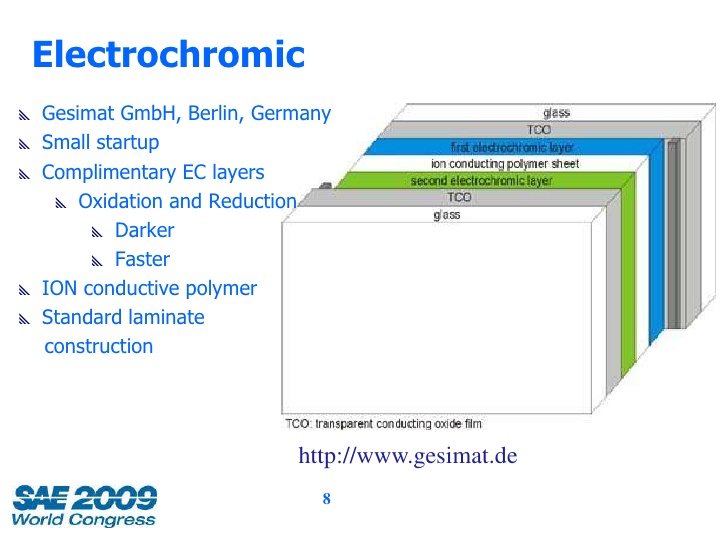 Electrochromic
Gesimat GmbH, Berlin, Germany
Small startup
Complimentary EC layers
Oxidation and Reduction
Darker
Faster
ION conductive polymer
Standard laminate
construction
glass
TCO
first electrochromic layer
ion conducting polymer sheet
second electrochromic layer
TCO
glass
TCO: transparent conducting oxide film
http://www.gesimat.de
8
SAE 2009
World Congress